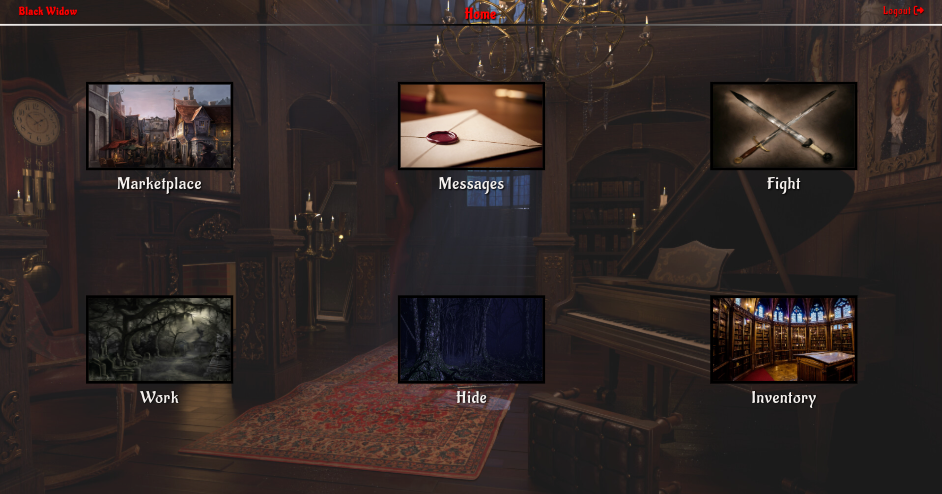 Black Widow
Home
Logout
Marketplace
Messages
Fight
Work
Hide
Inventory